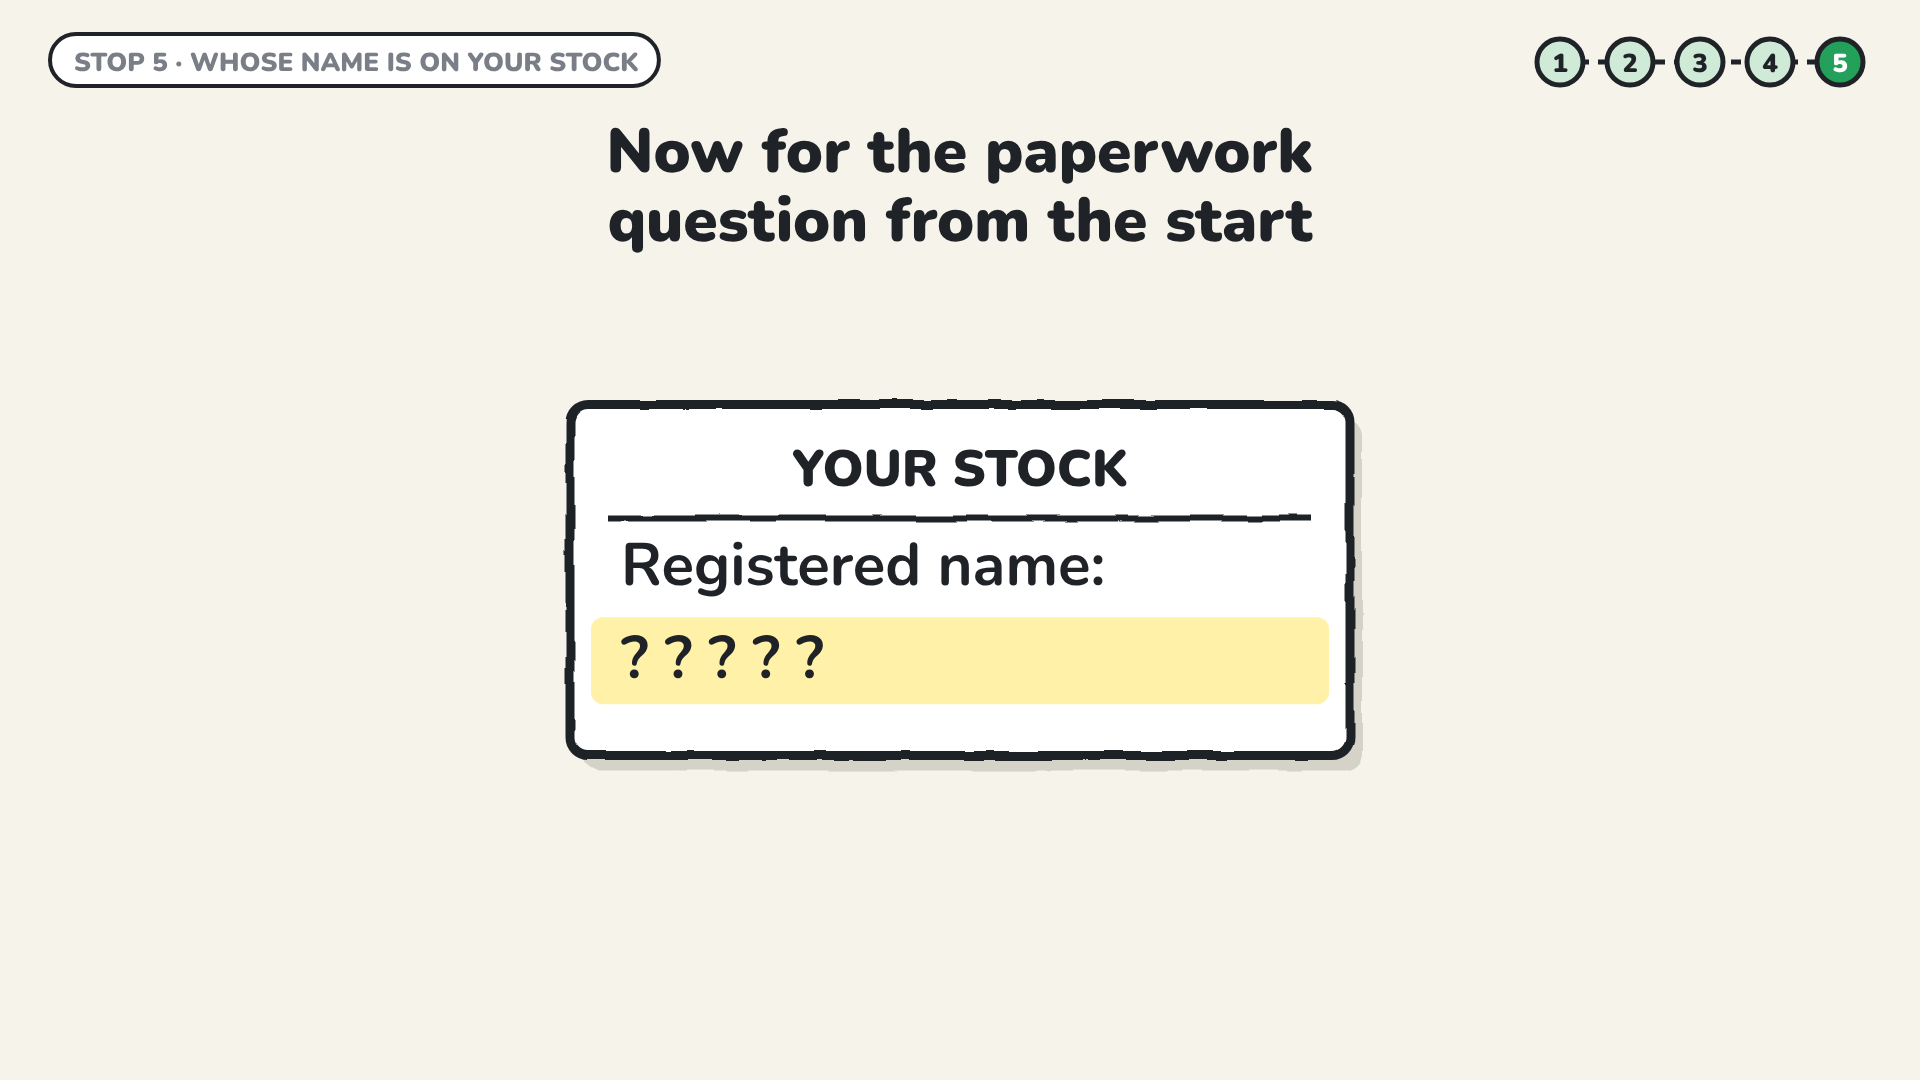 STOP 5 · WHOSE NAME IS ON YOUR STOCK
1 2 3 4 5
Now for the paperwork
question from the start
YOUR STOCK
Registered name:
? ? ? ? ?